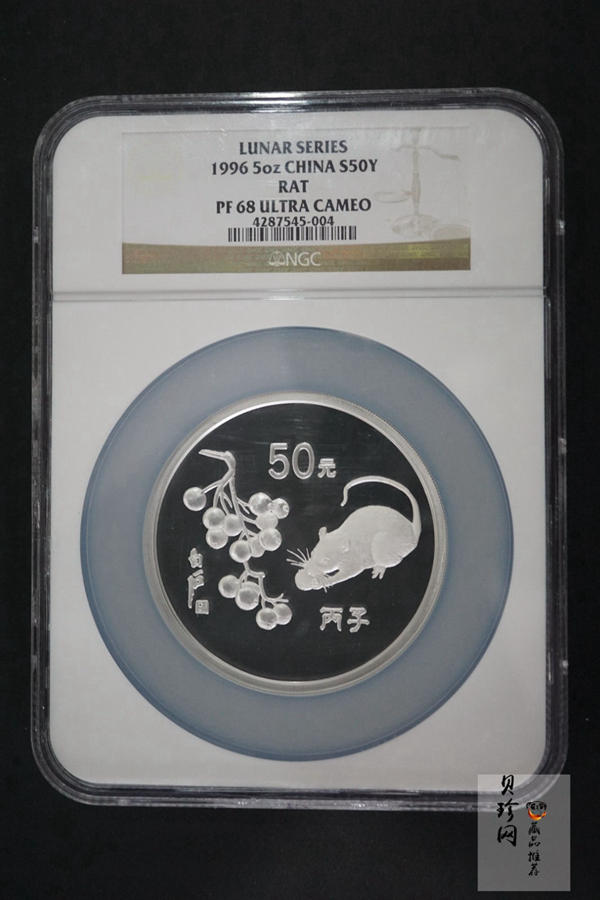 LUNAR SERIES
1996 5oz CHINA S50Y
RAT
PF 68 ULTRA CAMEO
4287545-004
NGC
50元
丙子
贝珍网
藏品
推荐